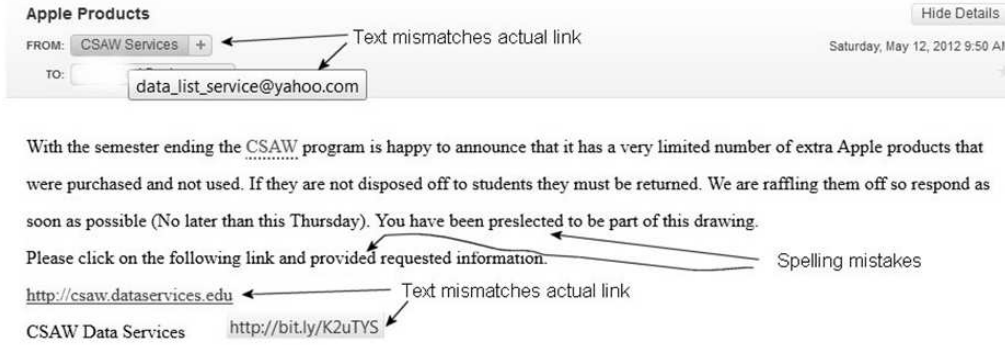 Apple Products Hide Details
FROM: CSAW Services + Text mismatches actual link Saturday, May 12, 2012 9:50 AM
TO:
data_list_service@yahoo.com
With the semester ending the CSAW program is happy to announce that it has a very limited number of extra Apple products that
were purchased and not used. If they are not disposed off to students they must be returned. We are raffling them off so respond as
soon as possible (No later than this Thursday). You have been preslected to be part of this drawing.
Please click on the following link and provided requested information. Spelling mistakes
http://csaw.dataservices.edu Text mismatches actual link
CSAW Data Services http://bit.ly/K2uTYS